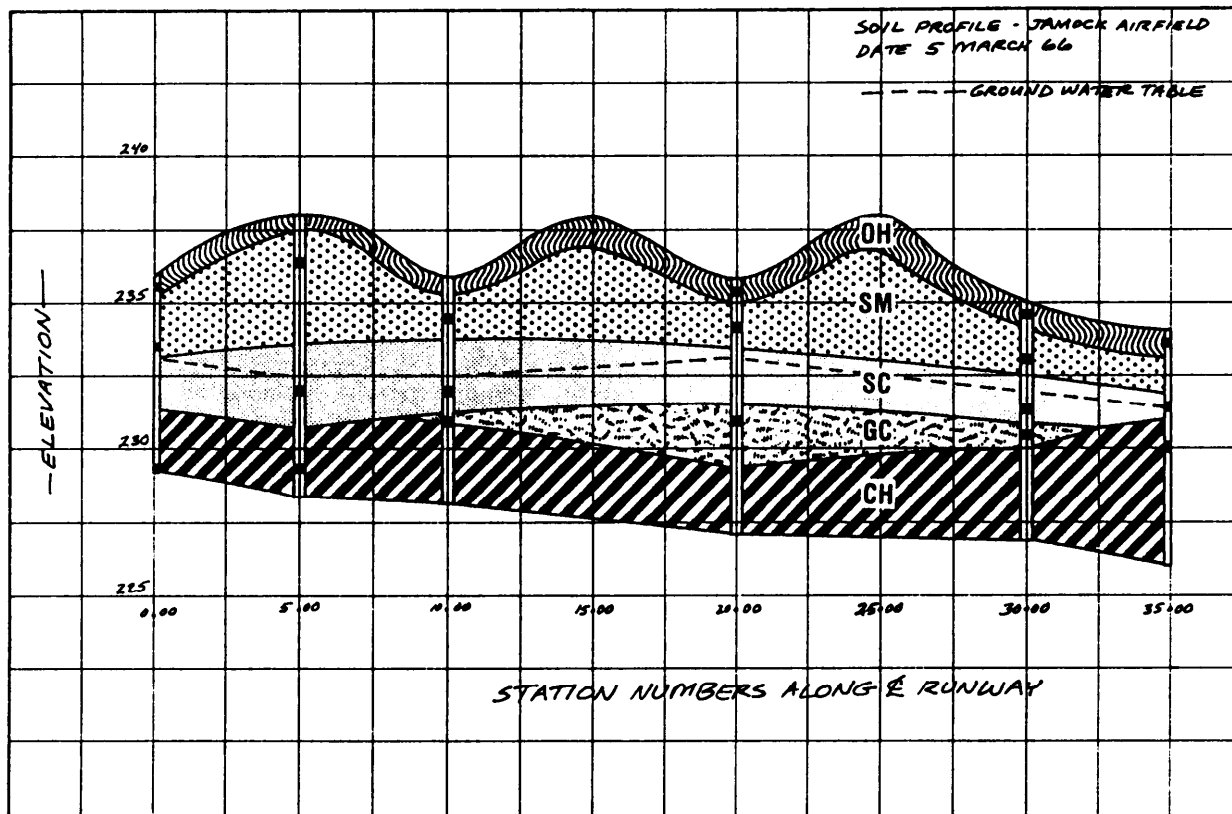 SOIL PROFILE - JAMOCK AIRFIELD
DATE 5 MARCH 66
GROUND WATER TABLE
240
235
230
225
—ELEVATION—
OH
SM
SC
GC
CH
0+00 5+00 10+00 15+00 20+00 25+00 30+00 35+00
STATION NUMBERS ALONG ℄ RUNWAY